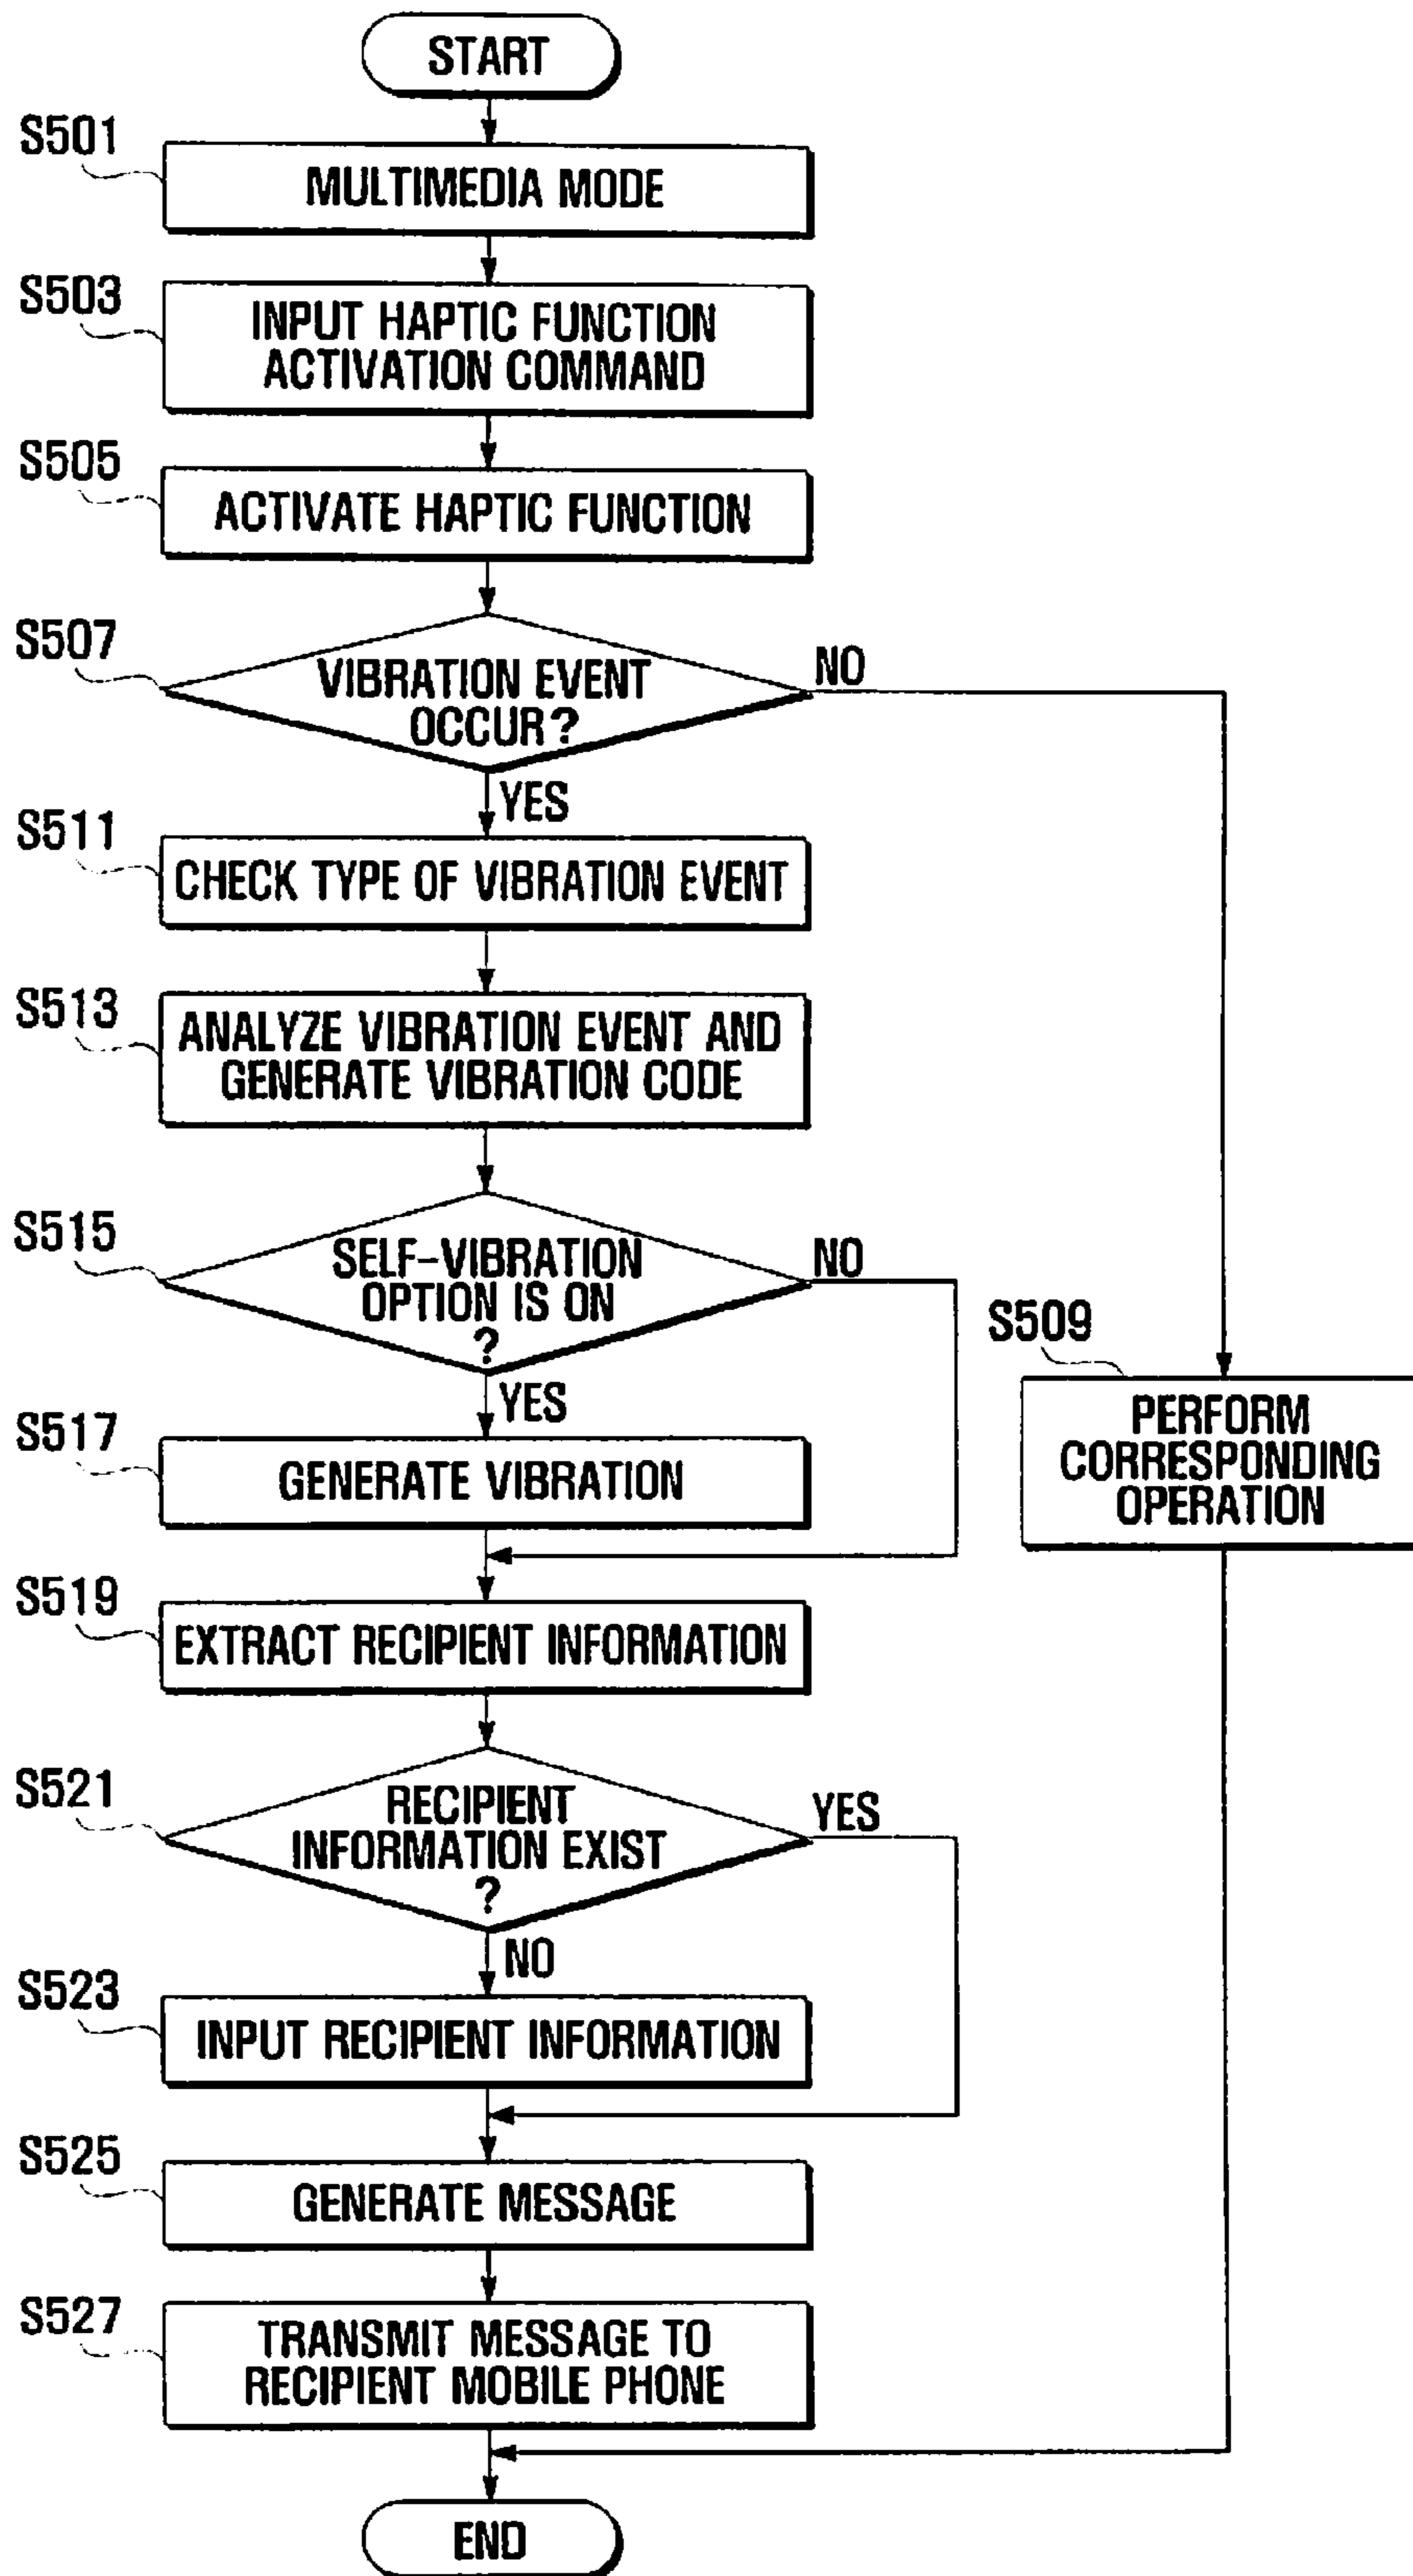 START
S501
MULTIMEDIA MODE
S503
INPUT HAPTIC FUNCTION
ACTIVATION COMMAND
S505
ACTIVATE HAPTIC FUNCTION
S507
VIBRATION EVENT
OCCUR?
NO
YES
S511
CHECK TYPE OF VIBRATION EVENT
S513
ANALYZE VIBRATION EVENT AND
GENERATE VIBRATION CODE
S515
SELF-VIBRATION
OPTION IS ON
?
NO
YES
S509
PERFORM
CORRESPONDING
OPERATION
S517
GENERATE VIBRATION
S519
EXTRACT RECIPIENT INFORMATION
S521
RECIPIENT
INFORMATION EXIST
?
YES
NO
S523
INPUT RECIPIENT INFORMATION
S525
GENERATE MESSAGE
S527
TRANSMIT MESSAGE TO
RECIPIENT MOBILE PHONE
END